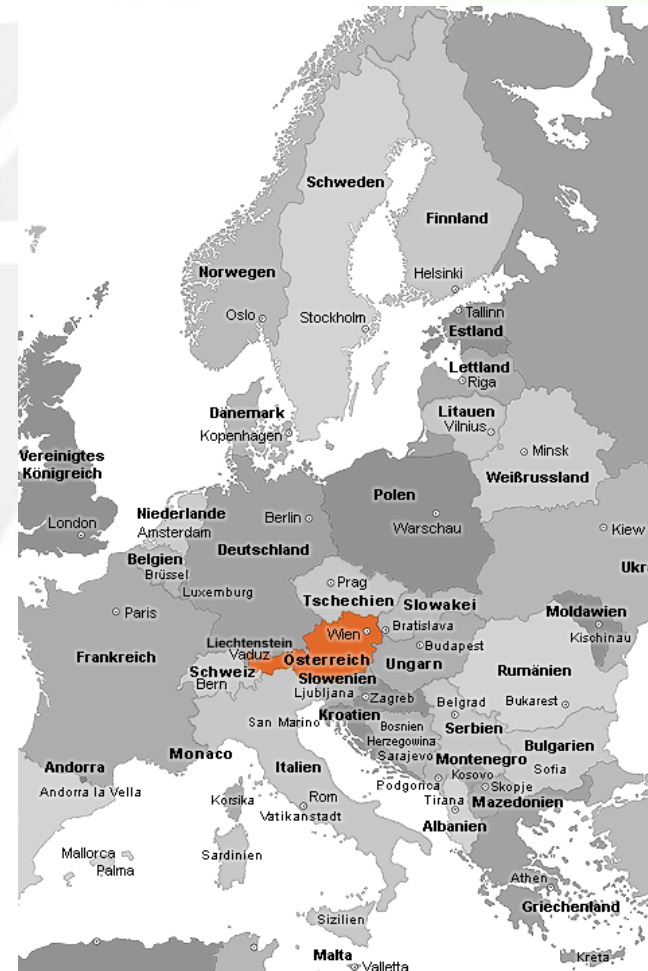 Schweden
Finnland
Norwegen
Helsinki
Oslo
Stockholm
Tallinn
Estland
Lettland
Riga
Dänemark
Kopenhagen
Litauen
Vilnius
Minsk
Vereinigtes
Königreich
Weißrussland
Polen
Niederlande
Amsterdam
Berlin
Warschau
London
Kiew
Deutschland
Belgien
Brüssel
Ukr
Luxemburg
Prag
Tschechien
Slowakei
Paris
Moldawien
Bratislava
Wien
Kischinau
Liechtenstein
Vaduz
Budapest
Frankreich
Österreich
Ungarn
Schweiz
Bern
Slowenien
Rumänien
Ljubljana
Zagreb
Belgrad
Bukarest
San Marino
Kroatien
Bosnien
Herzegowina
Serbien
Sarajevo
Bulgarien
Monaco
Montenegro
Andorra
Italien
Kosovo
Sofia
Andorra la Vella
Podgorica
Skopje
Korsika
Rom
Tirana
Mazedonien
Vatikanstadt
Albanien
Mallorca
Palma
Sardinien
Athen
Griechenland
Sizilien
Malta
Valletta
Kreta